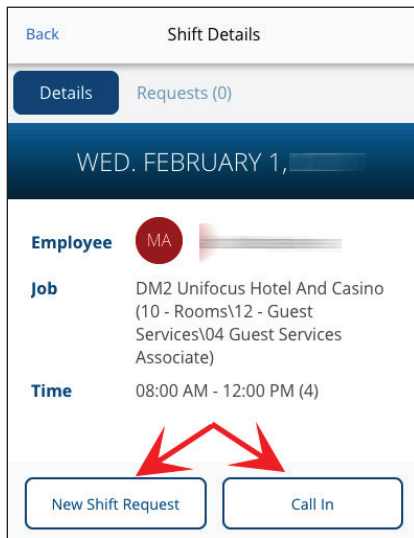 Back Shift Details
Details Requests (0)
WED. FEBRUARY 1,
Employee MA
Job DM2 Unifocus Hotel And Casino
(10 - Rooms\12 - Guest
Services\04 Guest Services
Associate)
Time 08:00 AM - 12:00 PM (4)
New Shift Request Call In